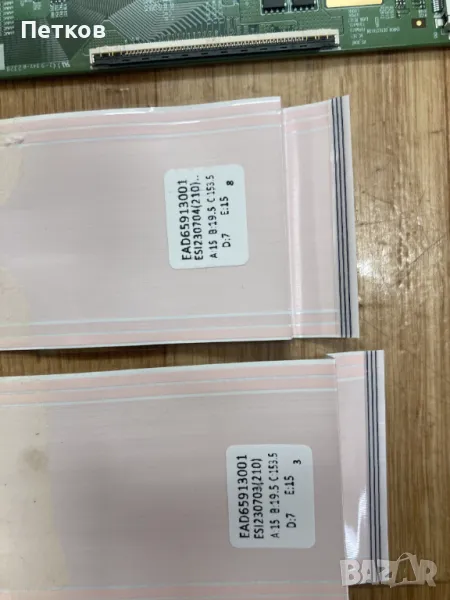 Петков
EAD65913001
ESI230704(210)..
A:15 B:19.5 C:153.5
D:7 E:15 8
EAD65913001
ESI230703(210)
A:15 B:19.5 C:153.5
D:7 E:15 3
BAZAR